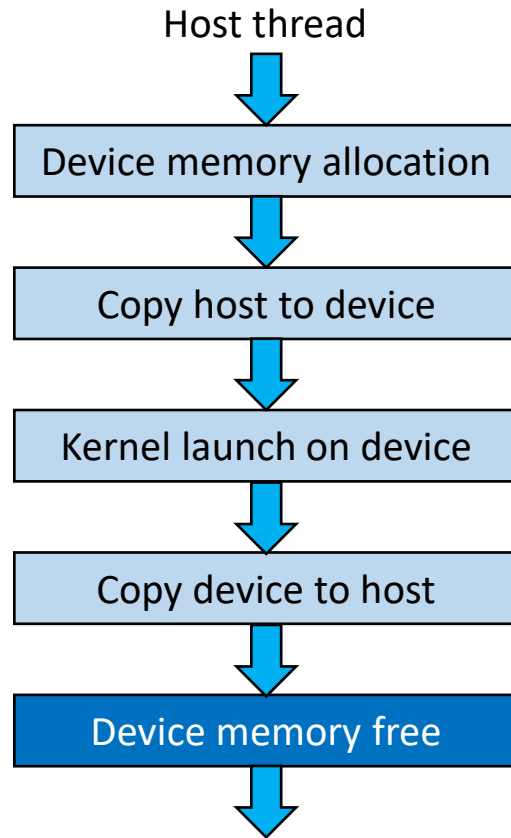 Host thread
Device memory allocation
Copy host to device
Kernel launch on device
Copy device to host
Device memory free